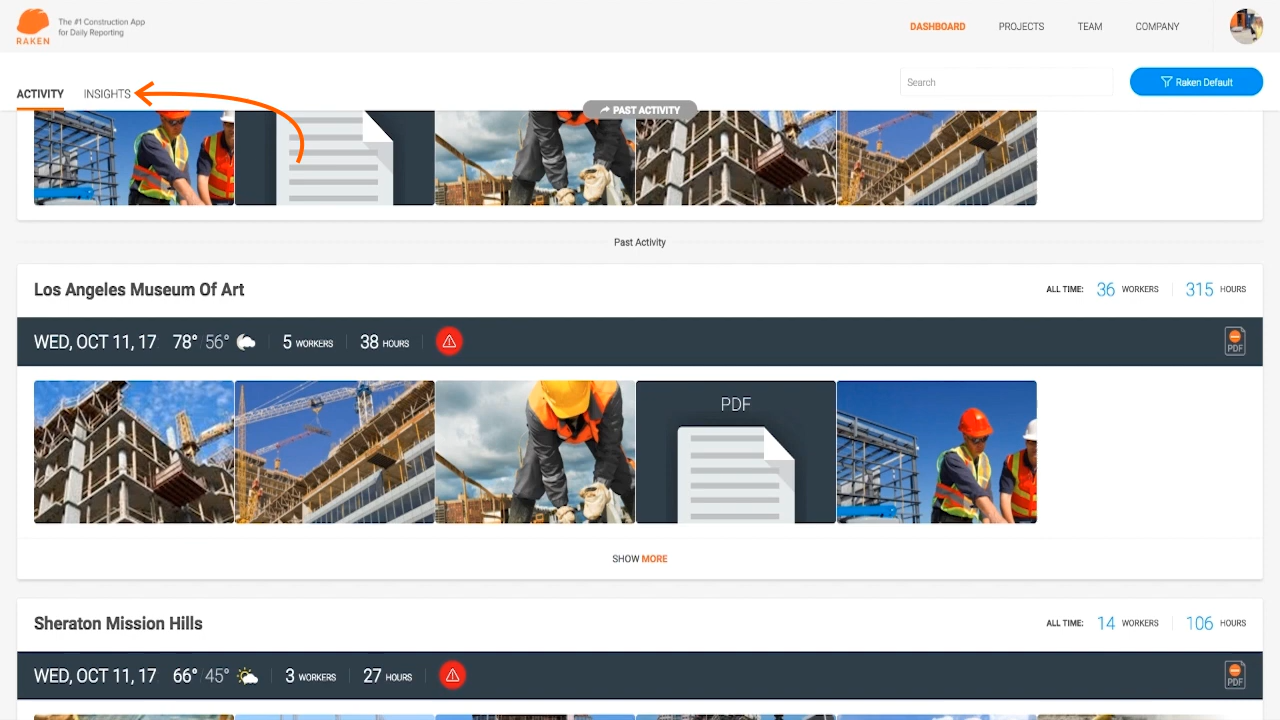 RAKEN
The #1 Construction App
for Daily Reporting
DASHBOARD
PROJECTS
TEAM
COMPANY
ACTIVITY
INSIGHTS
Search
Raken Default
PAST ACTIVITY
Past Activity
Los Angeles Museum Of Art
ALL TIME: 36 WORKERS 315 HOURS
WED, OCT 11, 17 78° 56° 5 WORKERS 38 HOURS
PDF
PDF
SHOW MORE
Sheraton Mission Hills
ALL TIME: 14 WORKERS 106 HOURS
WED, OCT 11, 17 66° 45° 3 WORKERS 27 HOURS
PDF